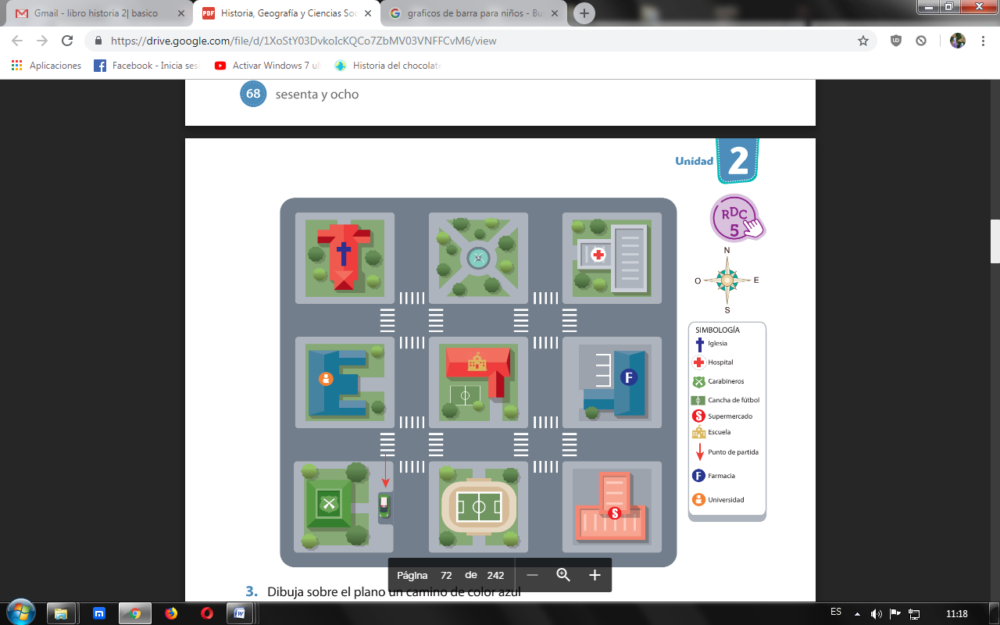 Gmail - libro historia 2| basico
PDF
Historia, Geografía y Ciencias Soc
G
graficos de barra para niños - Bu
https://drive.google.com/file/d/1XoStY03DvkoIcKQCo7ZbMV03VNFFCvM6/view
Aplicaciones
Facebook - Inicia sesi
Activar Windows 7 ul
Historia del chocolate
68 sesenta y ocho
Unidad 2
RDC
5
N
O
E
S
F
S
SIMBOLOGÍA
Iglesia
Hospital
Carabineros
Cancha de fútbol
S Supermercado
Escuela
Punto de partida
F Farmacia
Universidad
Página 72 de 242
3. Dibuja sobre el plano un camino de color azul
ES
11:18